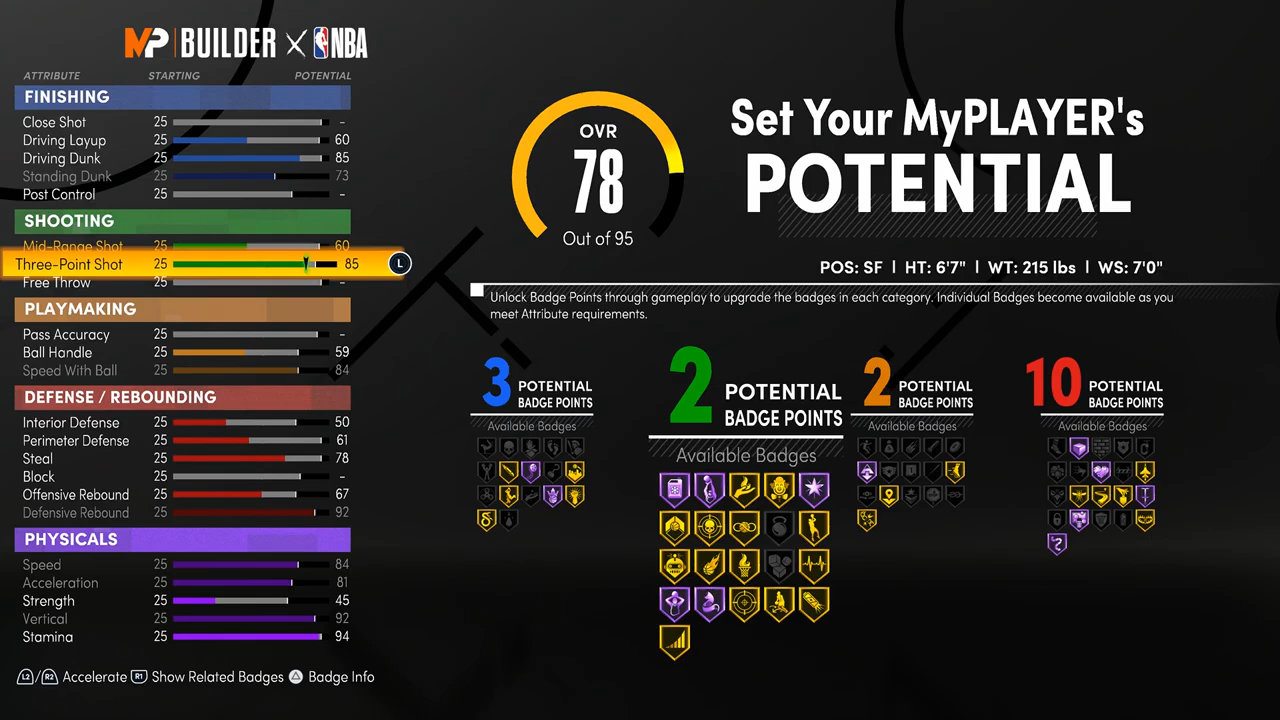 MP | BUILDER X NBA
ATTRIBUTE STARTING POTENTIAL
FINISHING
Close Shot 25 -
Driving Layup 25 60
Driving Dunk 25 85
Standing Dunk 25 73
Post Control 25 -
SHOOTING
Mid-Range Shot 25 60
Three-Point Shot 25 85 L
Free Throw 25 -
PLAYMAKING
Pass Accuracy 25 -
Ball Handle 25 59
Speed With Ball 25 84
DEFENSE / REBOUNDING
Interior Defense 25 50
Perimeter Defense 25 61
Steal 25 78
Block 25 -
Offensive Rebound 25 67
Defensive Rebound 25 92
PHYSICALS
Speed 25 84
Acceleration 25 81
Strength 25 45
Vertical 25 92
Stamina 25 94
L2/R2 Accelerate R1 Show Related Badges Badge Info
OVR
78
Out of 95
Set Your MyPLAYER's
POTENTIAL
POS: SF | HT: 6'7" | WT: 215 lbs | WS: 7'0"
Unlock Badge Points through gameplay to upgrade the badges in each category. Individual Badges become available as you
meet Attribute requirements.
3 POTENTIAL
BADGE POINTS
Available Badges
2 POTENTIAL
BADGE POINTS
Available Badges
2 POTENTIAL
BADGE POINTS
Available Badges
10 POTENTIAL
BADGE POINTS
Available Badges